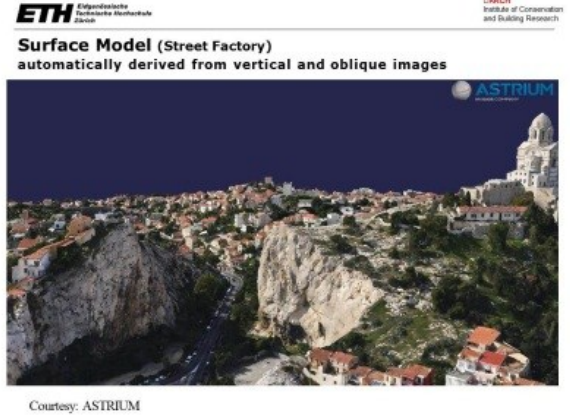 ETH
Eidgenössische
Technische Hochschule
Zürich
Institute of Conservation
and Building Research
Surface Model (Street Factory)
automatically derived from vertical and oblique images
ASTRIUM
Courtesy: ASTRIUM